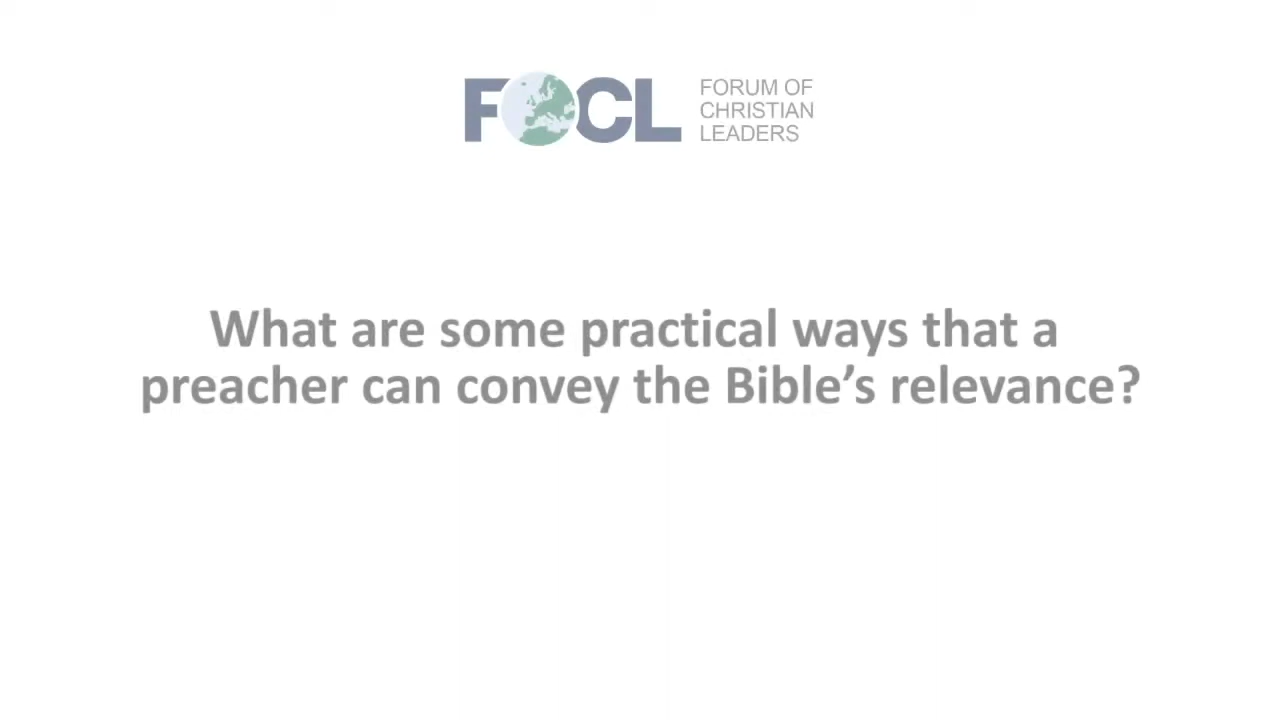 FOCL
FORUM OF
CHRISTIAN
LEADERS
What are some practical ways that a
preacher can convey the Bible’s relevance?